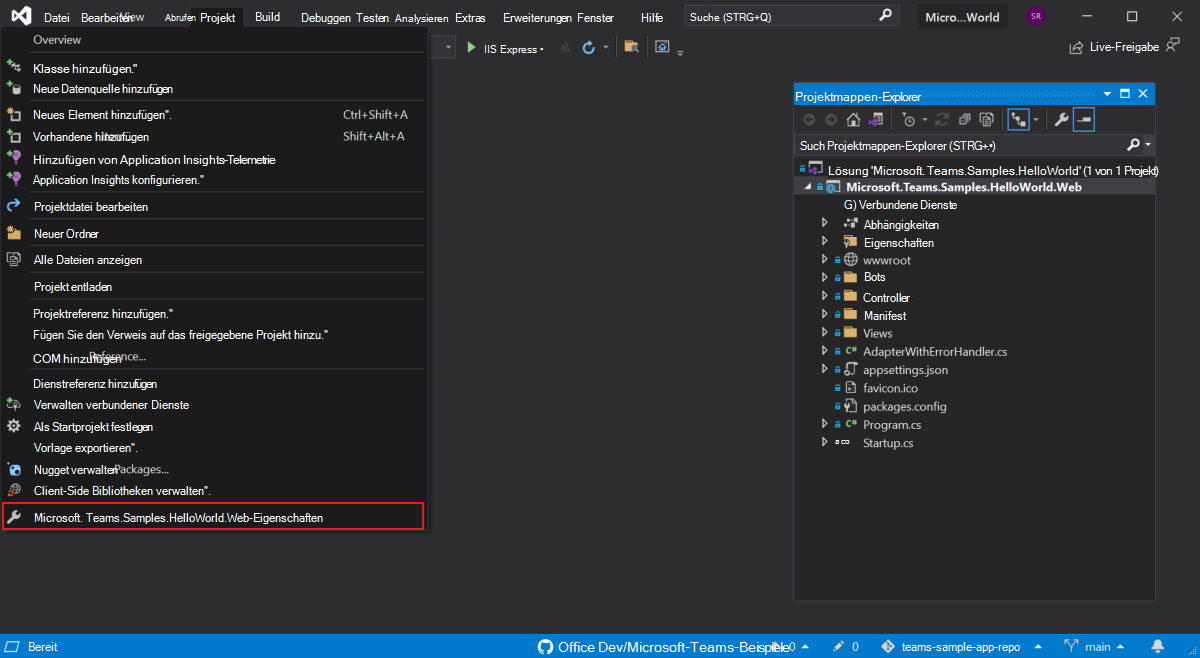 Datei Bearbeiten View Abrufen Projekt Build Debuggen Testen Analysieren Extras Erweiterungen Fenster Hilfe Suche (STRG+Q) Micro...World SR
Overview
IIS Express
Live-Freigabe
Klasse hinzufügen."
Neue Datenquelle hinzufügen
Neues Element hinzufügen". Ctrl+Shift+A
Vorhandene hinzufügen Shift+Alt+A
Hinzufügen von Application Insights-Telemetrie
Application Insights konfigurieren."
Projektdatei bearbeiten
Neuer Ordner
Alle Dateien anzeigen
Projekt entladen
Projektreferenz hinzufügen."
Fügen Sie den Verweis auf das freigegebene Projekt hinzu."
COM hinzufügen Reference...
Dienstreferenz hinzufügen
Verwalten verbundener Dienste
Als Startprojekt festlegen
Vorlage exportieren".
Nugget verwalten Packages...
Client-Side Bibliotheken verwalten".
Microsoft. Teams.Samples.HelloWorld.Web-Eigenschaften
Projektmappen-Explorer
Such Projektmappen-Explorer (STRG+•)
Lösung 'Microsoft. Teams.Samples.HelloWorld' (1 von 1 Projekt)
Microsoft.Teams.Samples.HelloWorld.Web
G) Verbundene Dienste
Abhängigkeiten
Eigenschaften
wwwroot
Bots
Controller
Manifest
Views
C# AdapterWithErrorHandler.cs
appsettings.json
favicon.ico
packages.config
C# Program.cs
a co Startup.cs
Bereit Office Dev/Microsoft-Teams-Beispiele 0 0 teams-sample-app-repo main